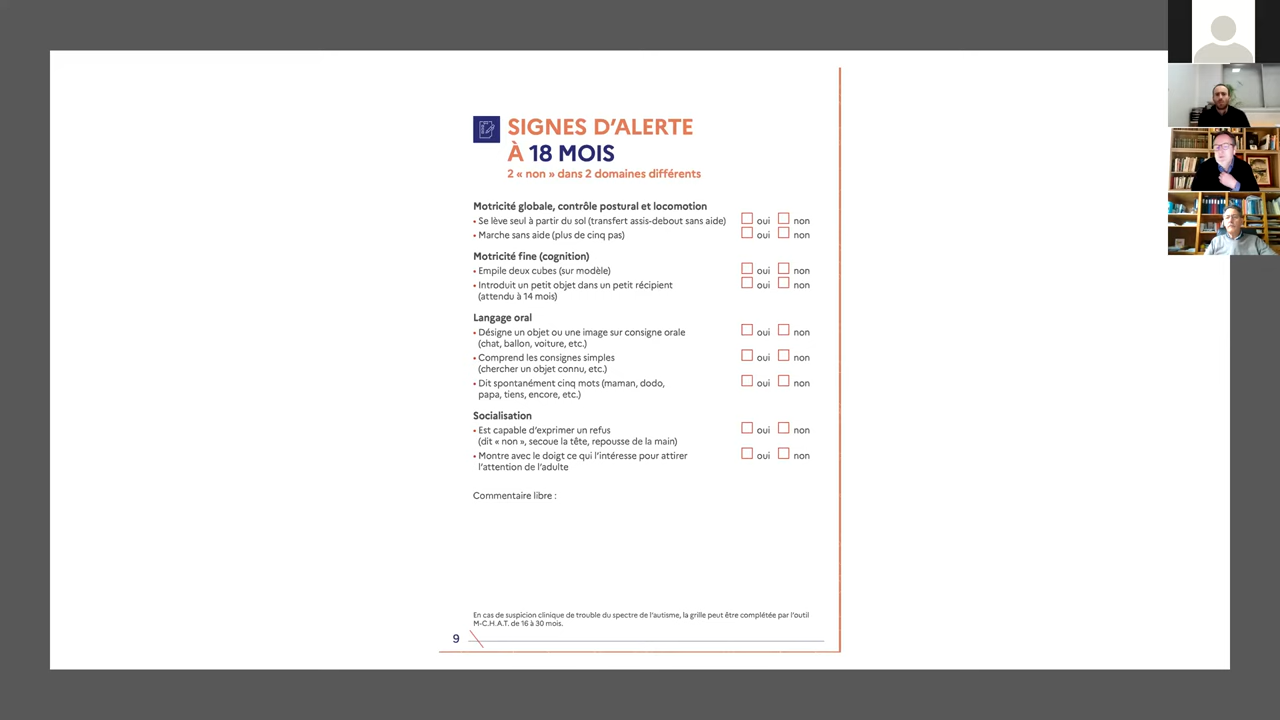 SIGNES D'ALERTE
À 18 MOIS
2 « non » dans 2 domaines différents
Motricité globale, contrôle postural et locomotion
• Se lève seul à partir du sol (transfert assis-debout sans aide) oui non
• Marche sans aide (plus de cinq pas) oui non
Motricité fine (cognition)
• Empile deux cubes (sur modèle) oui non
• Introduit un petit objet dans un petit récipient oui non
(attendu à 14 mois)
Langage oral
• Désigne un objet ou une image sur consigne orale oui non
(chat, ballon, voiture, etc.)
• Comprend les consignes simples oui non
(chercher un objet connu, etc.)
• Dit spontanément cinq mots (maman, dodo, oui non
papa, tiens, encore, etc.)
Socialisation
• Est capable d'exprimer un refus oui non
(dit « non », secoue la tête, repousse de la main)
• Montre avec le doigt ce qui l'intéresse pour attirer oui non
l'attention de l'adulte
Commentaire libre :
En cas de suspicion clinique de trouble du spectre de l'autisme, la grille peut être complétée par l'outil
M-C.H.A.T. de 16 à 30 mois.
9